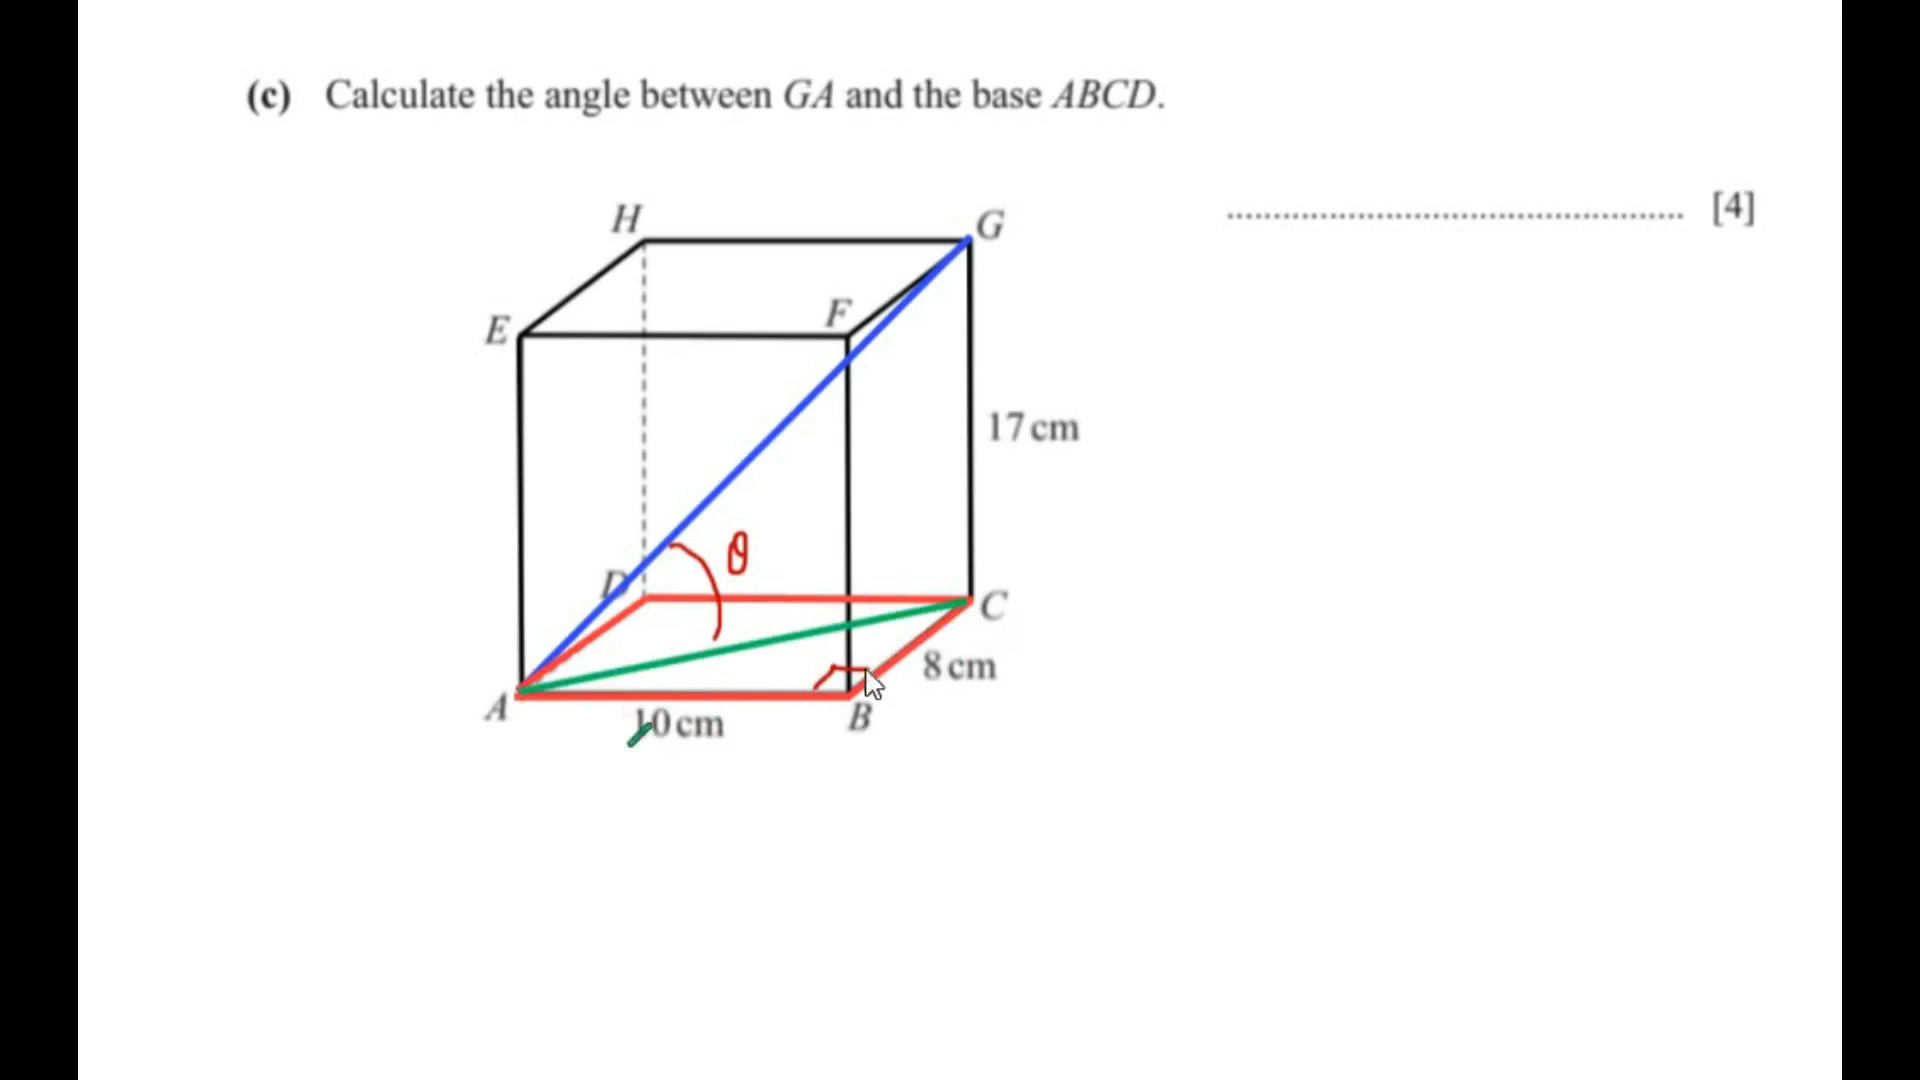 (c) Calculate the angle between GA and the base ABCD.
........................................ [4]
H
G
E
F
17 cm
θ
D
C
8 cm
A
10 cm
B